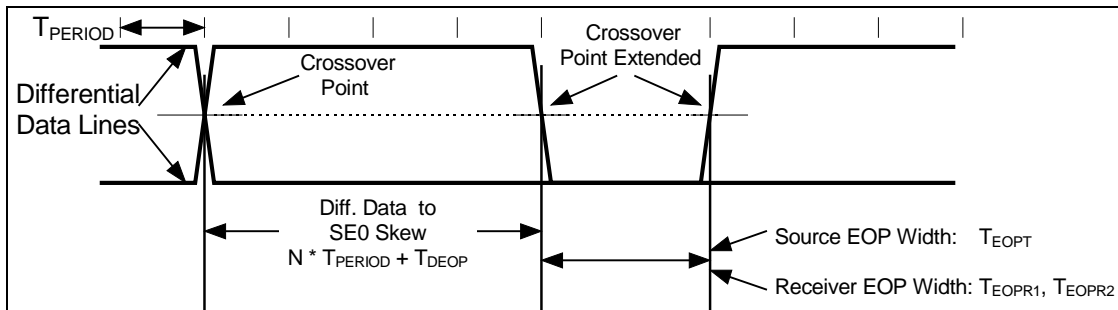 TPERIOD
Differential
Data Lines
Crossover
Point
Crossover
Point Extended
Diff. Data to
SE0 Skew
N * TPERIOD + TDEOP
Source EOP Width: TEOPT
Receiver EOP Width: TEOPR1, TEOPR2